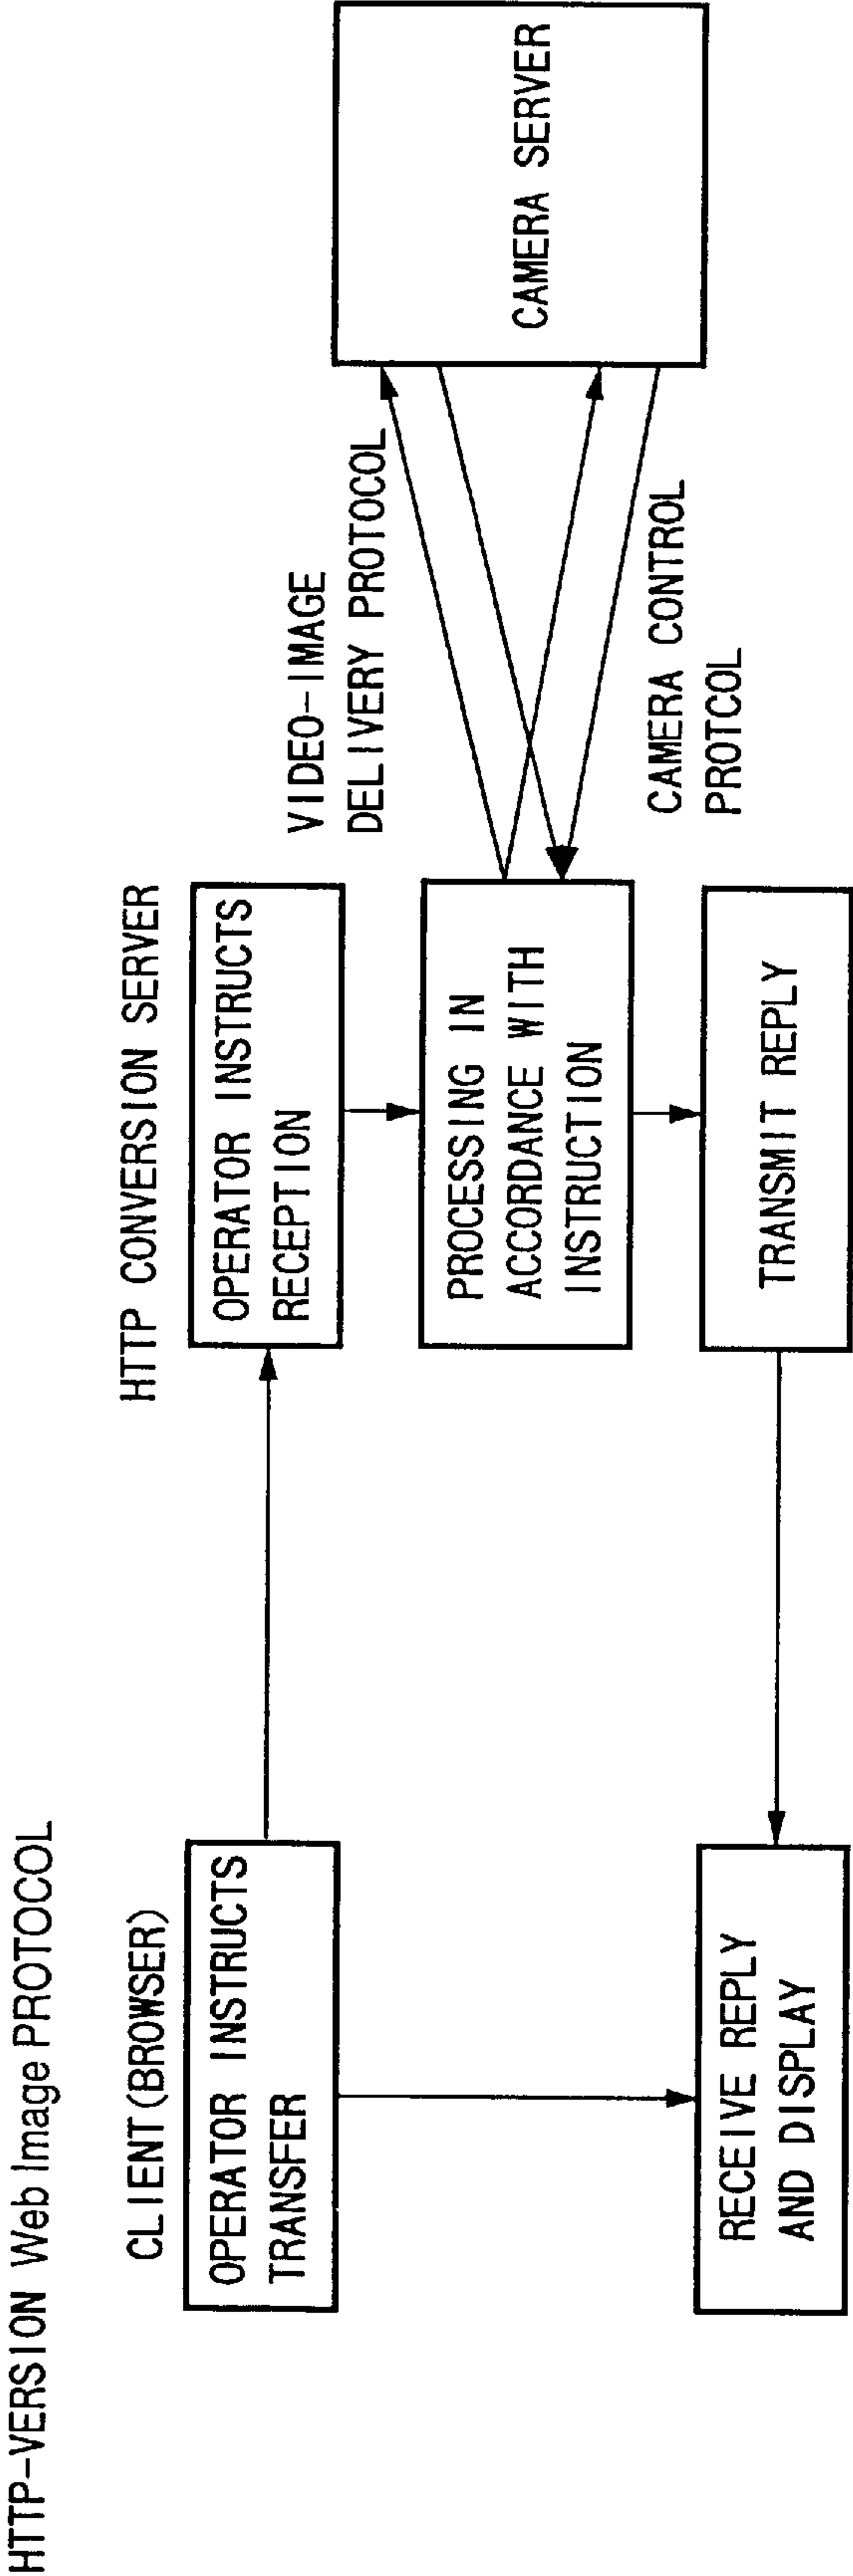 HTTP-VERSION Web Image PROTOCOL
CLIENT(BROWSER)
OPERATOR INSTRUCTS
TRANSFER
RECEIVE REPLY
AND DISPLAY
HTTP CONVERSION SERVER
OPERATOR INSTRUCTS
RECEPTION
PROCESSING IN
ACCORDANCE WITH
INSTRUCTION
TRANSMIT REPLY
VIDEO-IMAGE
DELIVERY PROTOCOL
CAMERA CONTROL
PROTCOL
CAMERA SERVER